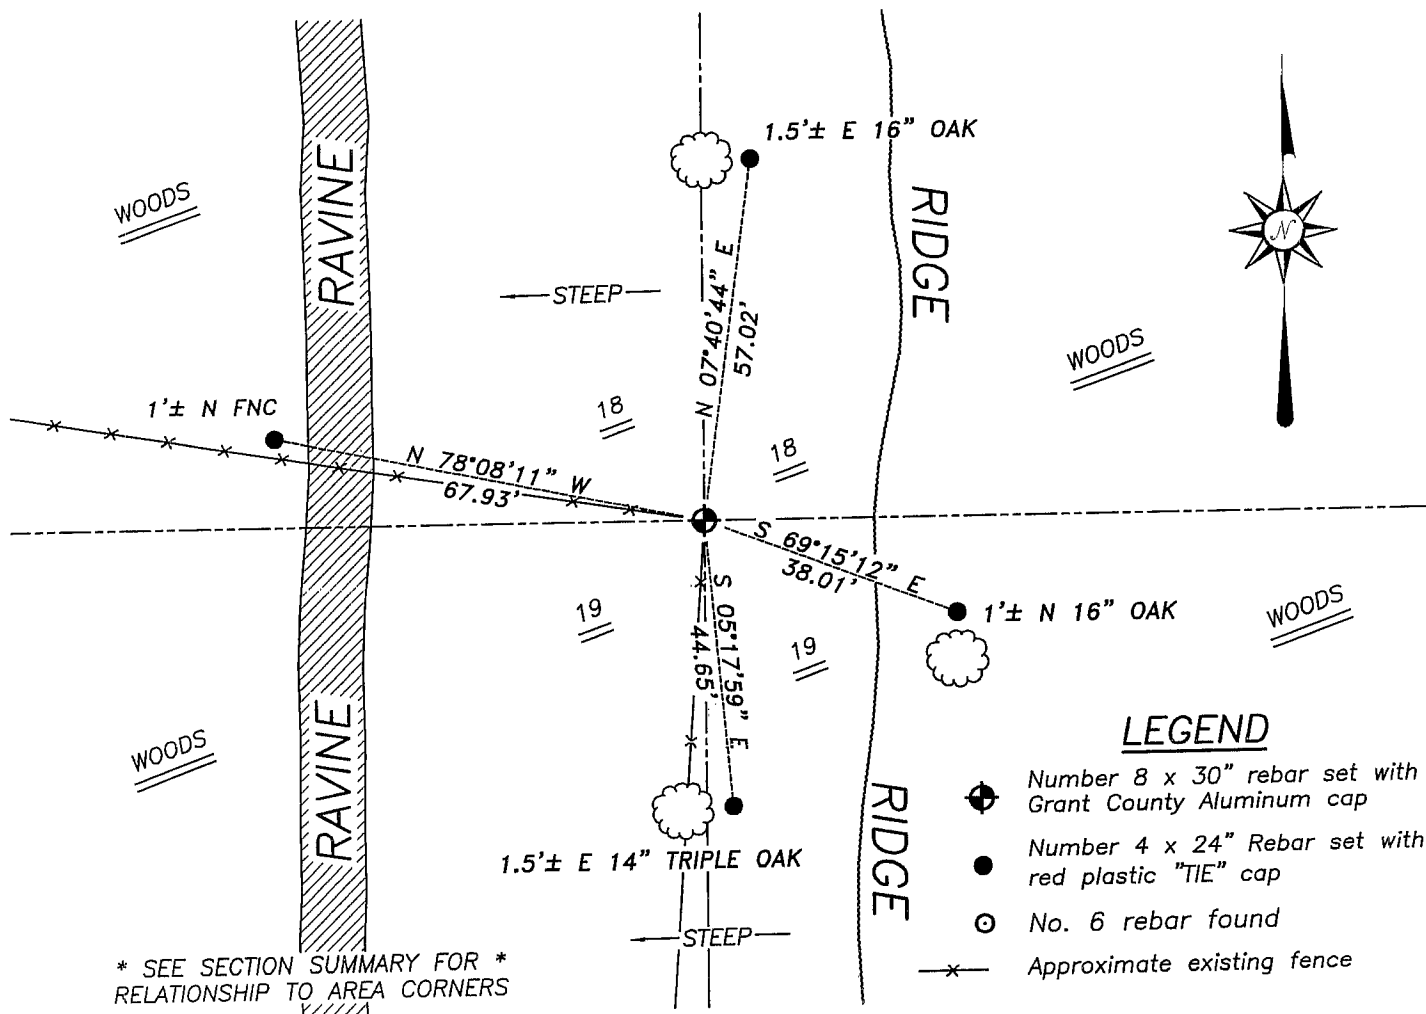 1.5'± E 16" OAK
RAVINE
WOODS
RIDGE
N
STEEP
N 07°40'44" E
57.02'
WOODS
1'± N FNC
18
N 78°08'11" W
67.93'
18
S 69°15'12" E
38.01'
S 05°17'59" E
44.65'
19
19
1'± N 16" OAK
WOODS
WOODS
RAVINE
RIDGE
1.5'± E 14" TRIPLE OAK
STEEP
* SEE SECTION SUMMARY FOR *
RELATIONSHIP TO AREA CORNERS
LEGEND
Number 8 x 30" rebar set with
Grant County Aluminum cap
Number 4 x 24" Rebar set with
red plastic "TIE" cap
No. 6 rebar found
Approximate existing fence